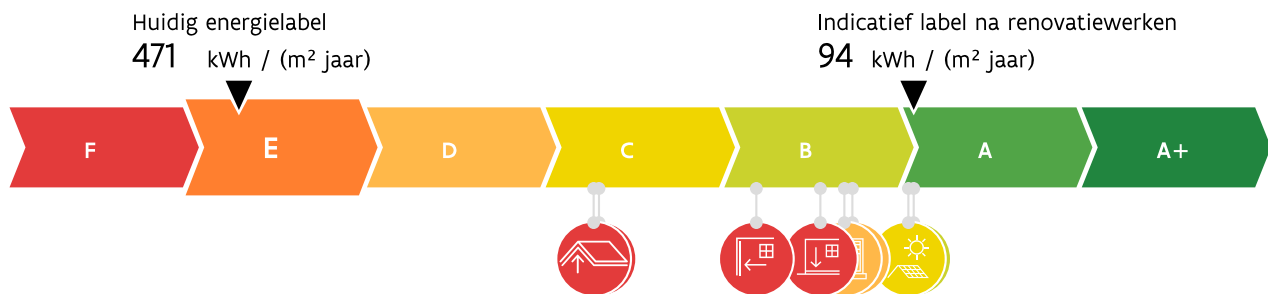 Huidig energielabel
471 kWh / (m² jaar)
Indicatief label na renovatiewerken
94 kWh / (m² jaar)
F E D C B A A+